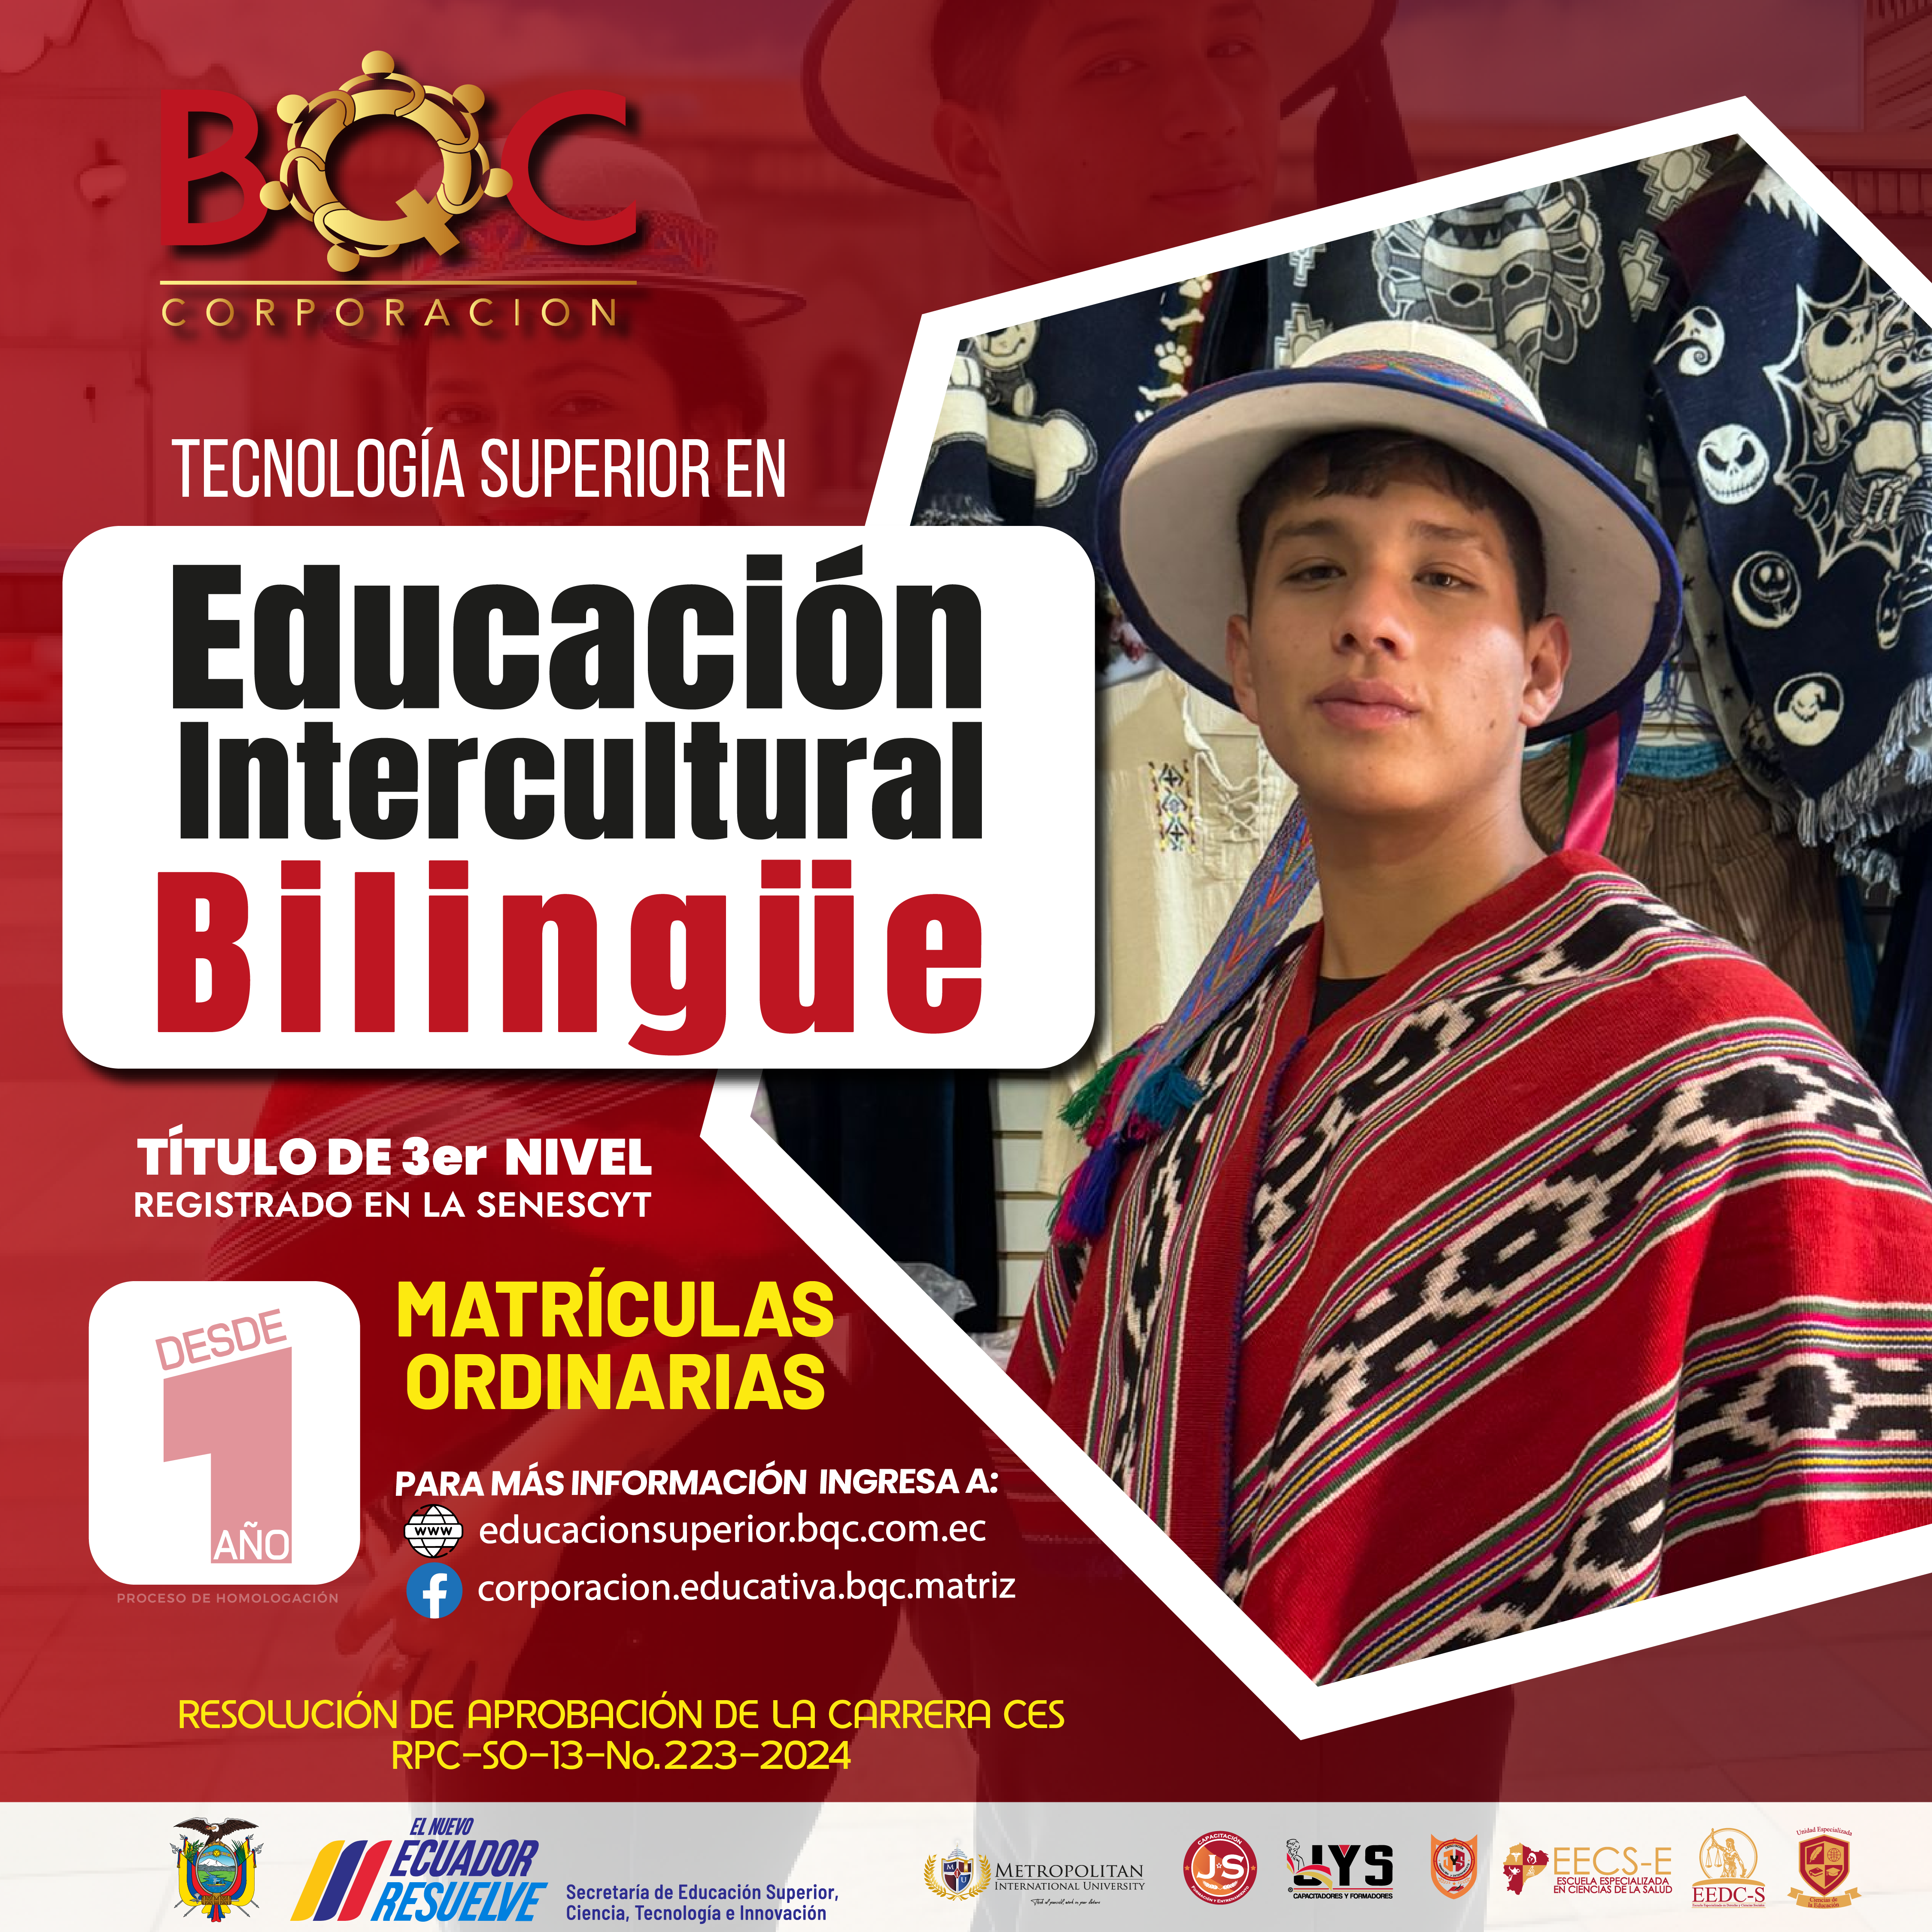 BQC
CORPORACION
TECNOLOGÍA SUPERIOR EN
Educación
Intercultural
Bilingüe
TÍTULO DE 3er NIVEL
REGISTRADO EN LA SENESCYT
DESDE
1
AÑO
PROCESO DE HOMOLOGACIÓN
MATRÍCULAS
ORDINARIAS
PARA MÁS INFORMACIÓN INGRESA A:
www
educacionsuperior.bqc.com.ec
corporacion.educativa.bqc.matriz
RESOLUCIÓN DE APROBACIÓN DE LA CARRERA CES
RPC-SO-13-No.223-2024
EL NUEVO
ECUADOR
RESUELVE
Secretaría de Educación Superior,
Ciencia, Tecnología e Innovación
METROPOLITAN
INTERNATIONAL UNIVERSITY
CAPACITACIÓN
JS
JYS
CAPACITADORES Y FORMADORES
EECS-E
ESCUELA ESPECIALIZADA
EN CIENCIAS DE LA SALUD
EEDC-S
Unidad Especializada
Ciencias de
la Educación